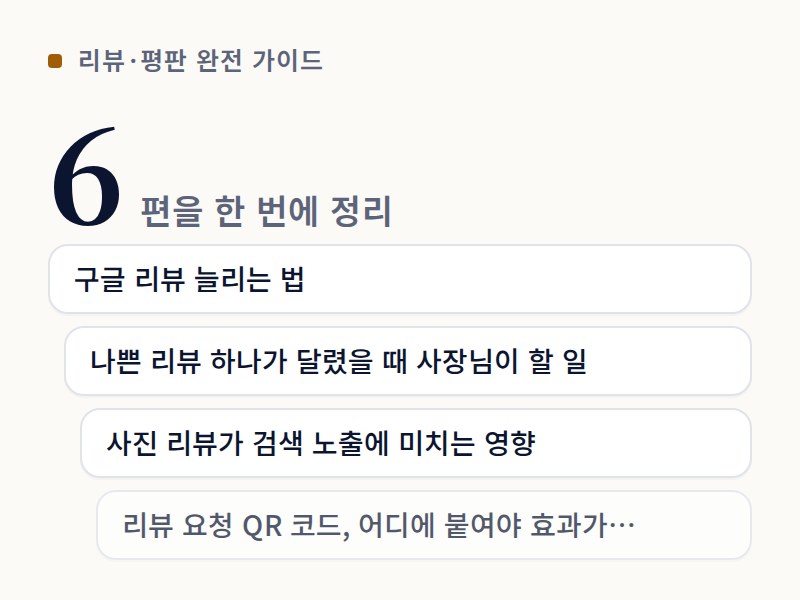 리뷰·평판 완전 가이드
6 편을 한 번에 정리
구글 리뷰 늘리는 법
나쁜 리뷰 하나가 달렸을 때 사장님이 할 일
사진 리뷰가 검색 노출에 미치는 영향
리뷰 요청 QR 코드, 어디에 붙여야 효과가…